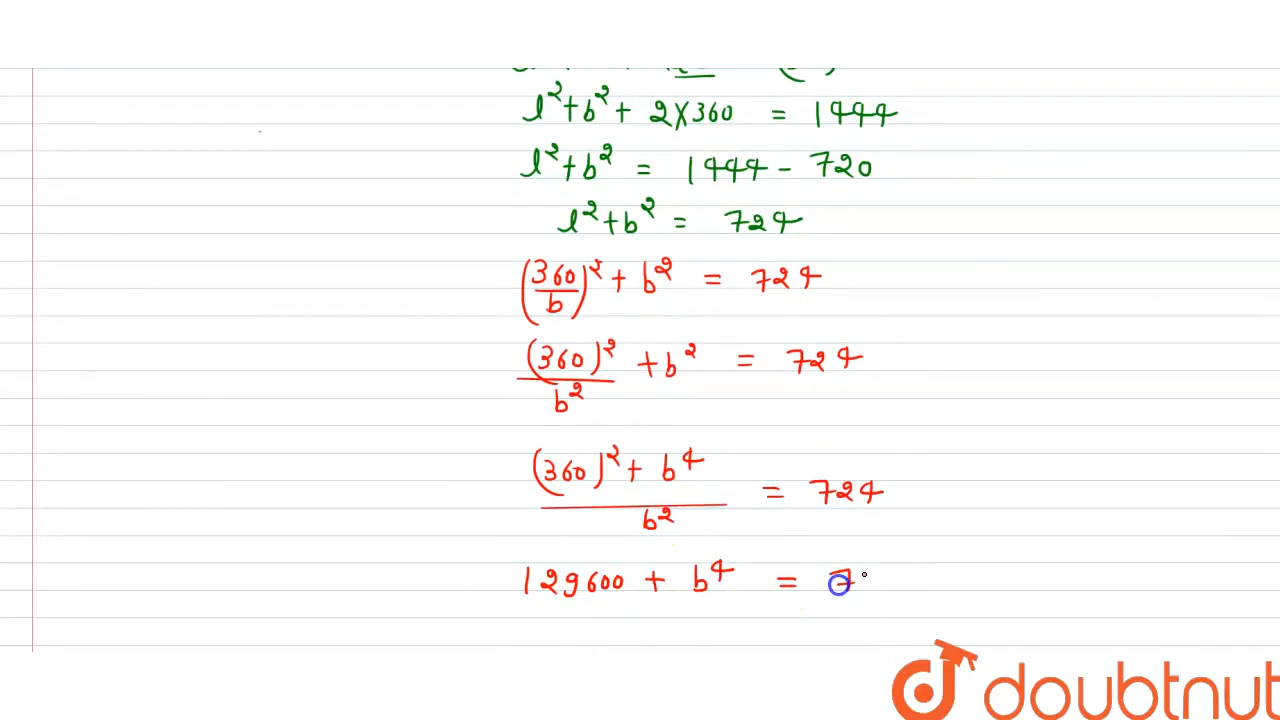 l²+b²+ 2×360 = 1444
l²+b² = 1444 - 720
l²+b² = 724
(360/b)² + b² = 724
(360)²/b² + b² = 724
((360)² + b⁴)/b² = 724
129600 + b⁴ = 7
doubtnut